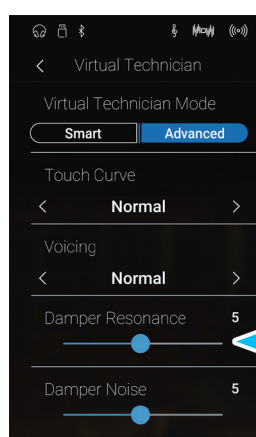 Virtual Technician
Virtual Technician Mode
Smart Advanced
Touch Curve
Normal
Voicing
Normal
Damper Resonance 5
Damper Noise 5